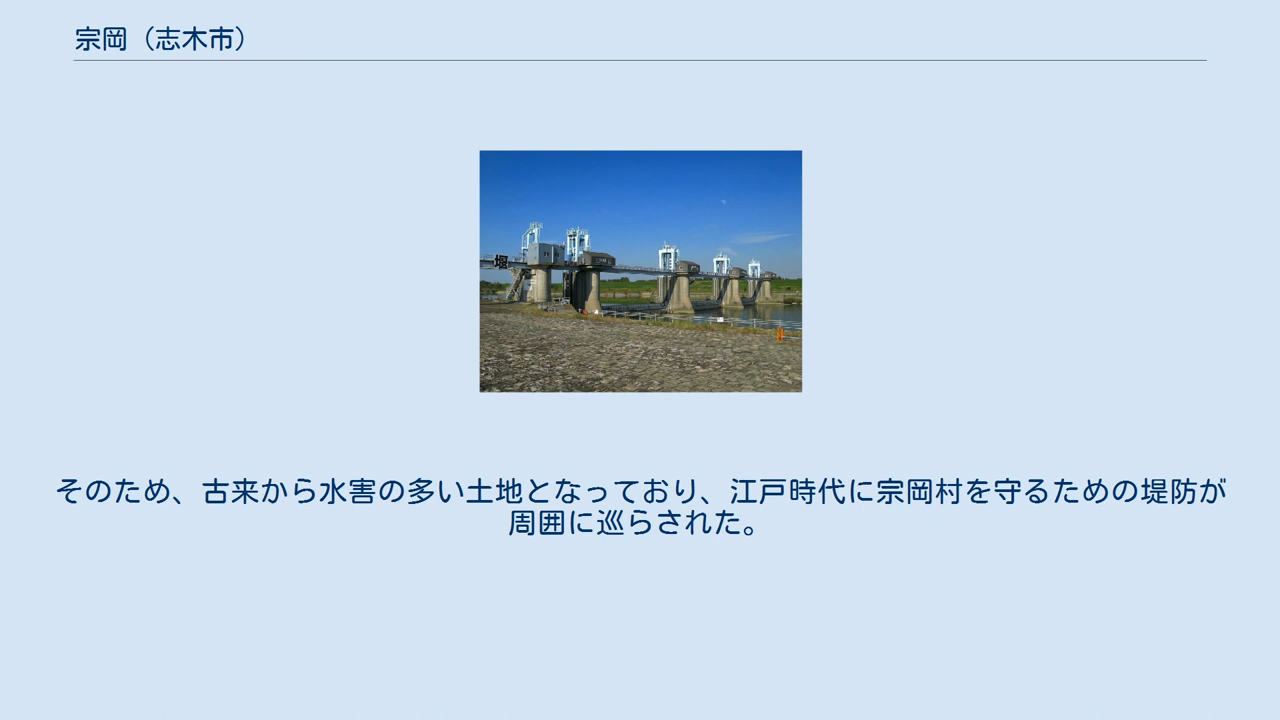 宗岡（志木市）
堰
そのため、古来から水害の多い土地となっており、江戸時代に宗岡村を守るための堤防が
周囲に巡らされた。